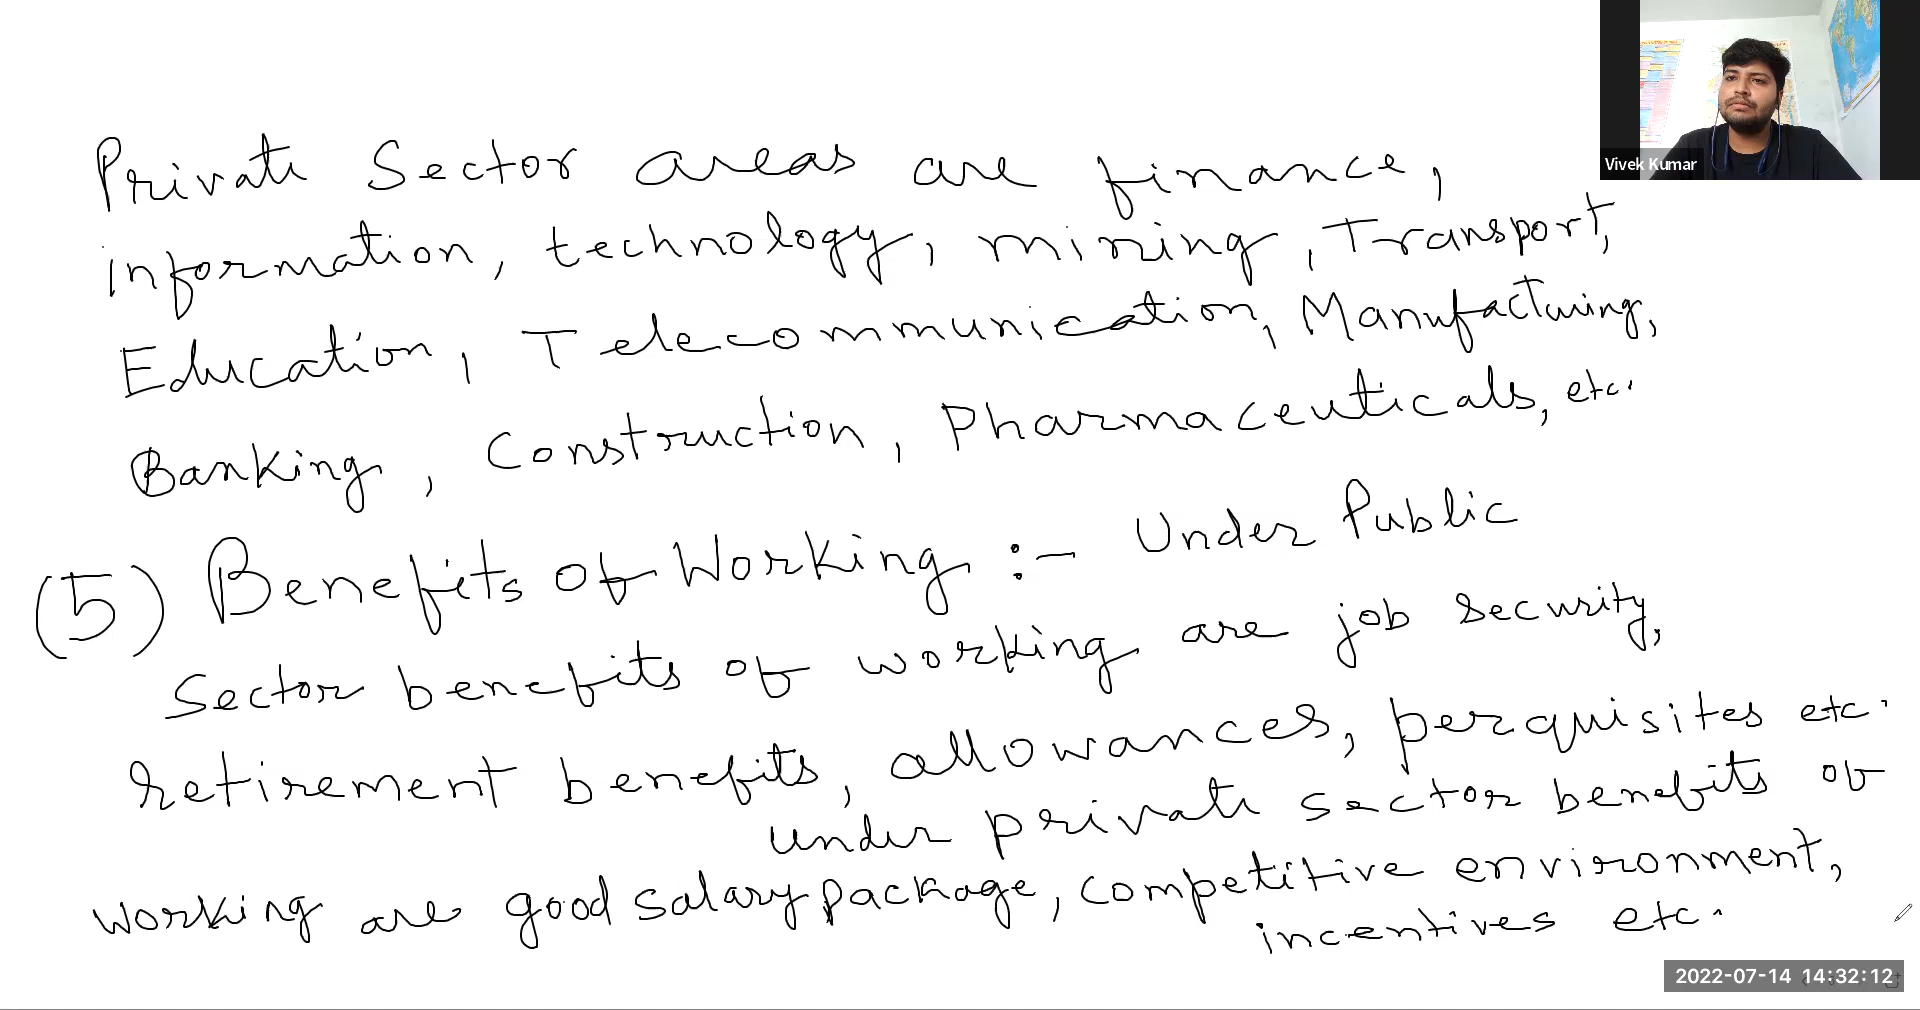 Vivek Kumar
Private Sector areas are finance,
information, technology, mining, Transport,
Education, Telecommunication, Manufacturing,
Banking, Construction, Pharmaceuticals, etc.
(5) Benefits of Working :- Under Public
Sector benefits of working are job security,
retirement benefits, allowances, perquisites etc.
under private sector benefits of
working are good salary package, competitive environment,
incentives etc.
2022-07-14 14:32:12